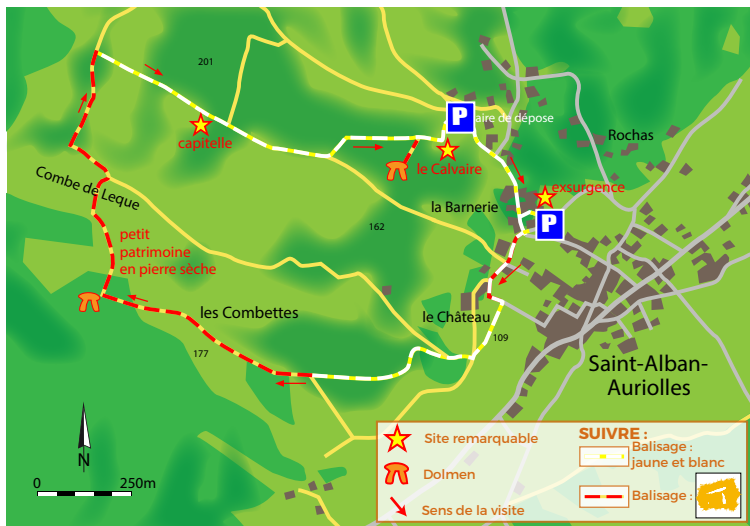 201
P
aire de dépose
Rochas
capitelle
le Calvaire
exsurgence
Combe de Leque
la Barnerie
P
petit
patrimoine
en pierre sèche
162
les Combettes
le Château
109
177
Saint-Alban-
Auriolles
N
0 250m
Site remarquable
Dolmen
Sens de la visite
SUIVRE :
Balisage :
jaune et blanc
Balisage :